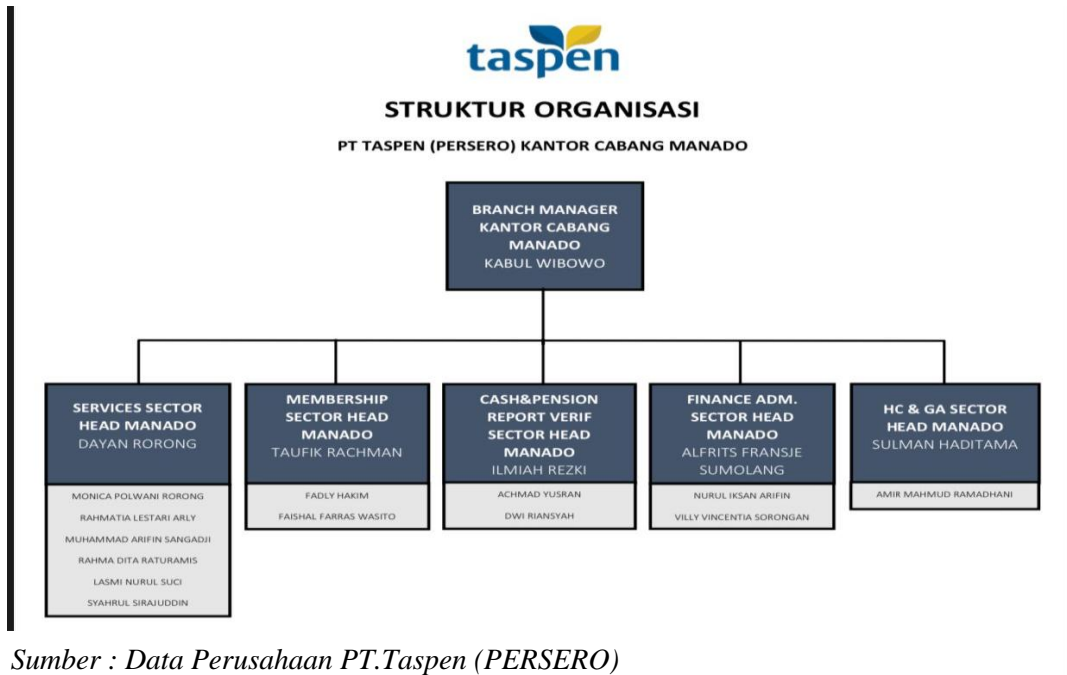 taspen
STRUKTUR ORGANISASI
PT TASPEN (PERSERO) KANTOR CABANG MANADO
BRANCH MANAGER
KANTOR CABANG
MANADO
KABUL WIBOWO
SERVICES SECTOR
HEAD MANADO
DAYAN RORONG
MONICA POLWANI RORONG
RAHMATIA LESTARI ARLY
MUHAMMAD ARIFIN SANGADJI
RAHMA DITA RATURAMIS
LASMI NURUL SUCI
SYAHRUL SIRAJUDDIN
MEMBERSHIP
SECTOR HEAD
MANADO
TAUFIK RACHMAN
FADLY HAKIM
FAISHAL FARRAS WASITO
CASH&PENSION
REPORT VERIF
SECTOR HEAD
MANADO
ILMIAH REZKI
ACHMAD YUSRAN
DWI RIANSYAH
FINANCE ADM.
SECTOR HEAD
MANADO
ALFRITS FRANSJE
SUMOLANG
NURUL IKSAN ARIFIN
VILLY VINCENTIA SORONGAN
HC & GA SECTOR
HEAD MANADO
SULMAN HADITAMA
AMIR MAHMUD RAMADHANI
Sumber : Data Perusahaan PT.Taspen (PERSERO)